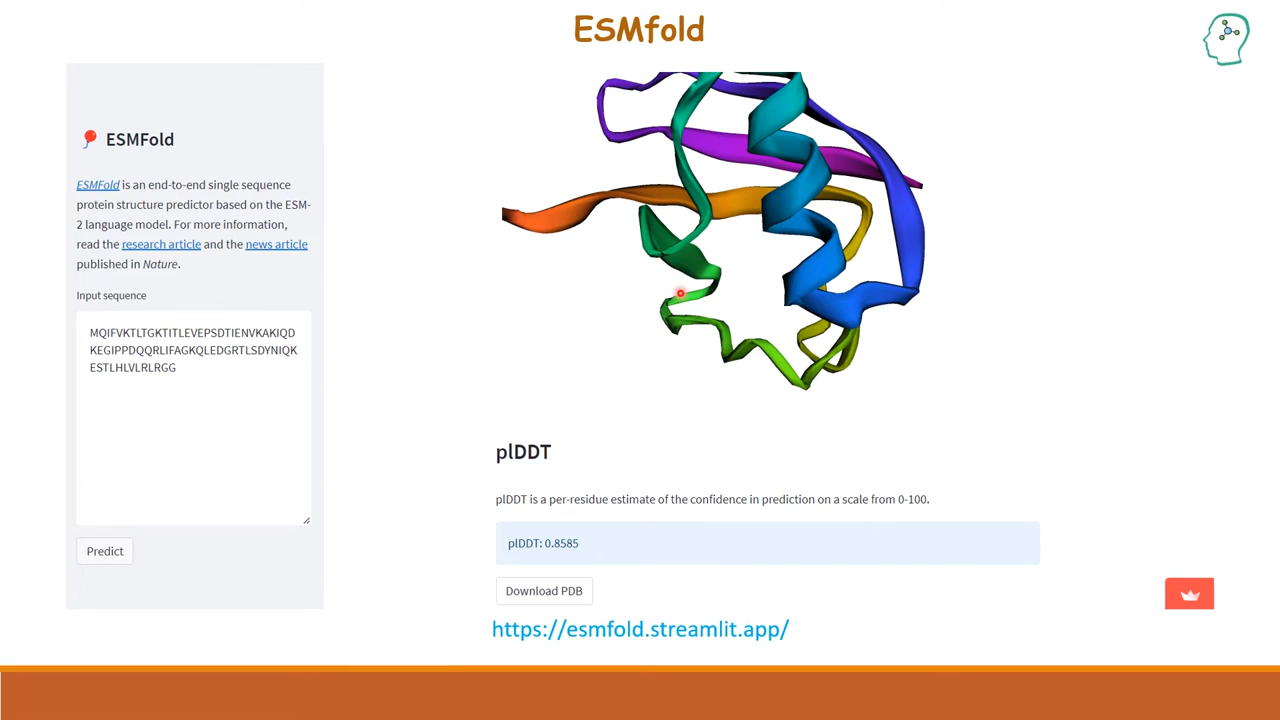 ESMfold
ESMFold
ESMFold is an end-to-end single sequence
protein structure predictor based on the ESM-
2 language model. For more information,
read the research article and the news article
published in Nature.
Input sequence
MQIFVKTLTGKTITLEVEPSDTIENVKAKIQD
KEGIPPDQQRLIFAGKQLEDGRTLSDYNIQK
ESTLHLVLRLRGG
Predict
plDDT
plDDT is a per-residue estimate of the confidence in prediction on a scale from 0-100.
plDDT: 0.8585
Download PDB
https://esmfold.streamlit.app/